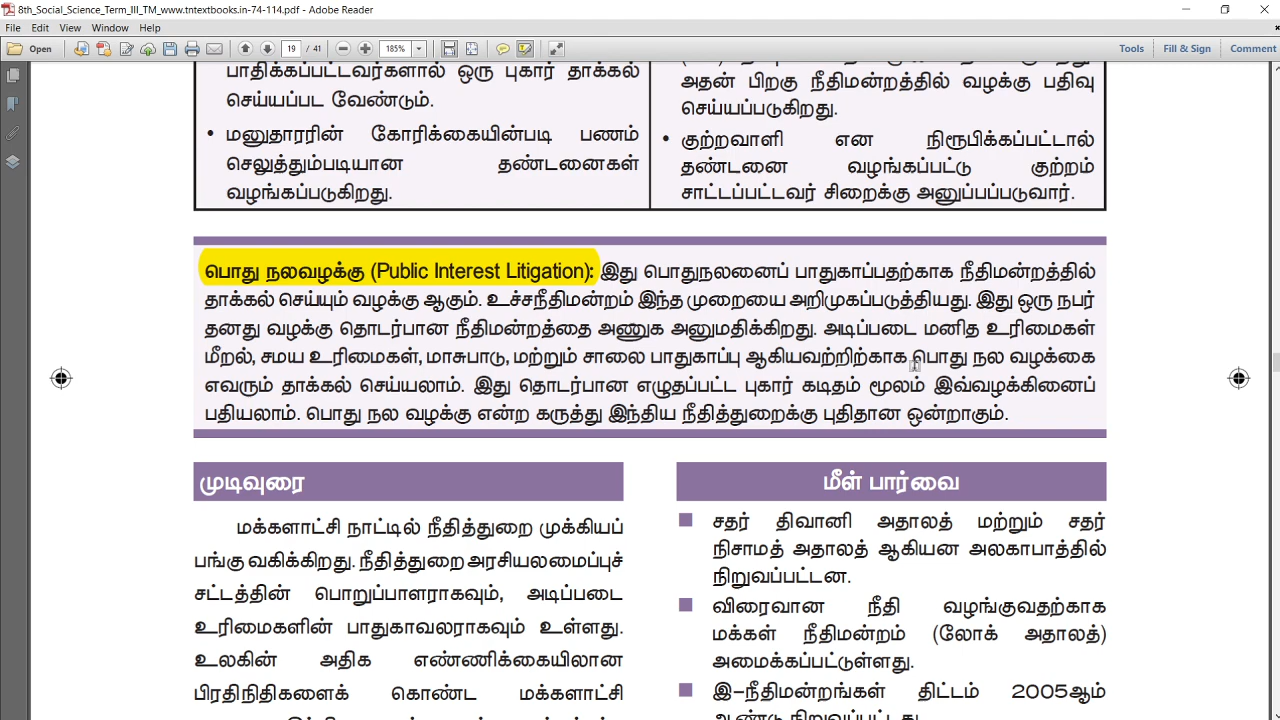 8th_Social_Science_Term_III_TM_www.tntextbooks.in-74-114.pdf - Adobe Reader
File Edit View Window Help
Open 19 / 41 185% Tools Fill & Sign Comment
பாதிக்கப்பட்டவர்களால் ஒரு புகார் தாக்கல்
செய்யப்பட வேண்டும்.
• மனுதாரரின் கோரிக்கையின்படி பணம்
செலுத்தும்படியான தண்டனைகள்
வழங்கப்படுகிறது.
அதன் பிறகு நீதிமன்றத்தில் வழக்கு பதிவு
செய்யப்படுகிறது.
• குற்றவாளி என நிரூபிக்கப்பட்டால்
தண்டனை வழங்கப்பட்டு குற்றம்
சாட்டப்பட்டவர் சிறைக்கு அனுப்பப்படுவார்.
பொது நலவழக்கு (Public Interest Litigation): இது பொதுநலனைப் பாதுகாப்பதற்காக நீதிமன்றத்தில்
தாக்கல் செய்யும் வழக்கு ஆகும். உச்சநீதிமன்றம் இந்த முறையை அறிமுகப்படுத்தியது. இது ஒரு நபர்
தனது வழக்கு தொடர்பான நீதிமன்றத்தை அணுக அனுமதிக்கிறது. அடிப்படை மனித உரிமைகள்
மீறல், சமய உரிமைகள், மாசுபாடு, மற்றும் சாலை பாதுகாப்பு ஆகியவற்றிற்காக பொது நல வழக்கை
எவரும் தாக்கல் செய்யலாம். இது தொடர்பான எழுதப்பட்ட புகார் கடிதம் மூலம் இவ்வழக்கினைப்
பதியலாம். பொது நல வழக்கு என்ற கருத்து இந்திய நீதித்துறைக்கு புதிதான ஒன்றாகும்.
முடிவுரை
மக்களாட்சி நாட்டில் நீதித்துறை முக்கியப்
பங்கு வகிக்கிறது. நீதித்துறை அரசியலமைப்புச்
சட்டத்தின் பொறுப்பாளராகவும், அடிப்படை
உரிமைகளின் பாதுகாவலராகவும் உள்ளது.
உலகின் அதிக எண்ணிக்கையிலான
பிரதிநிதிகளைக் கொண்ட மக்களாட்சி
மீள் பார்வை
சதர் திவானி அதாலத் மற்றும் சதர்
நிசாமத் அதாலத் ஆகியன அலகாபாத்தில்
நிறுவப்பட்டன.
விரைவான நீதி வழங்குவதற்காக
மக்கள் நீதிமன்றம் (லோக் அதாலத்)
அமைக்கப்பட்டுள்ளது.
இ-நீதிமன்றங்கள் திட்டம் 2005ஆம்
ஆண்டு நிறுவப்பட்டது.